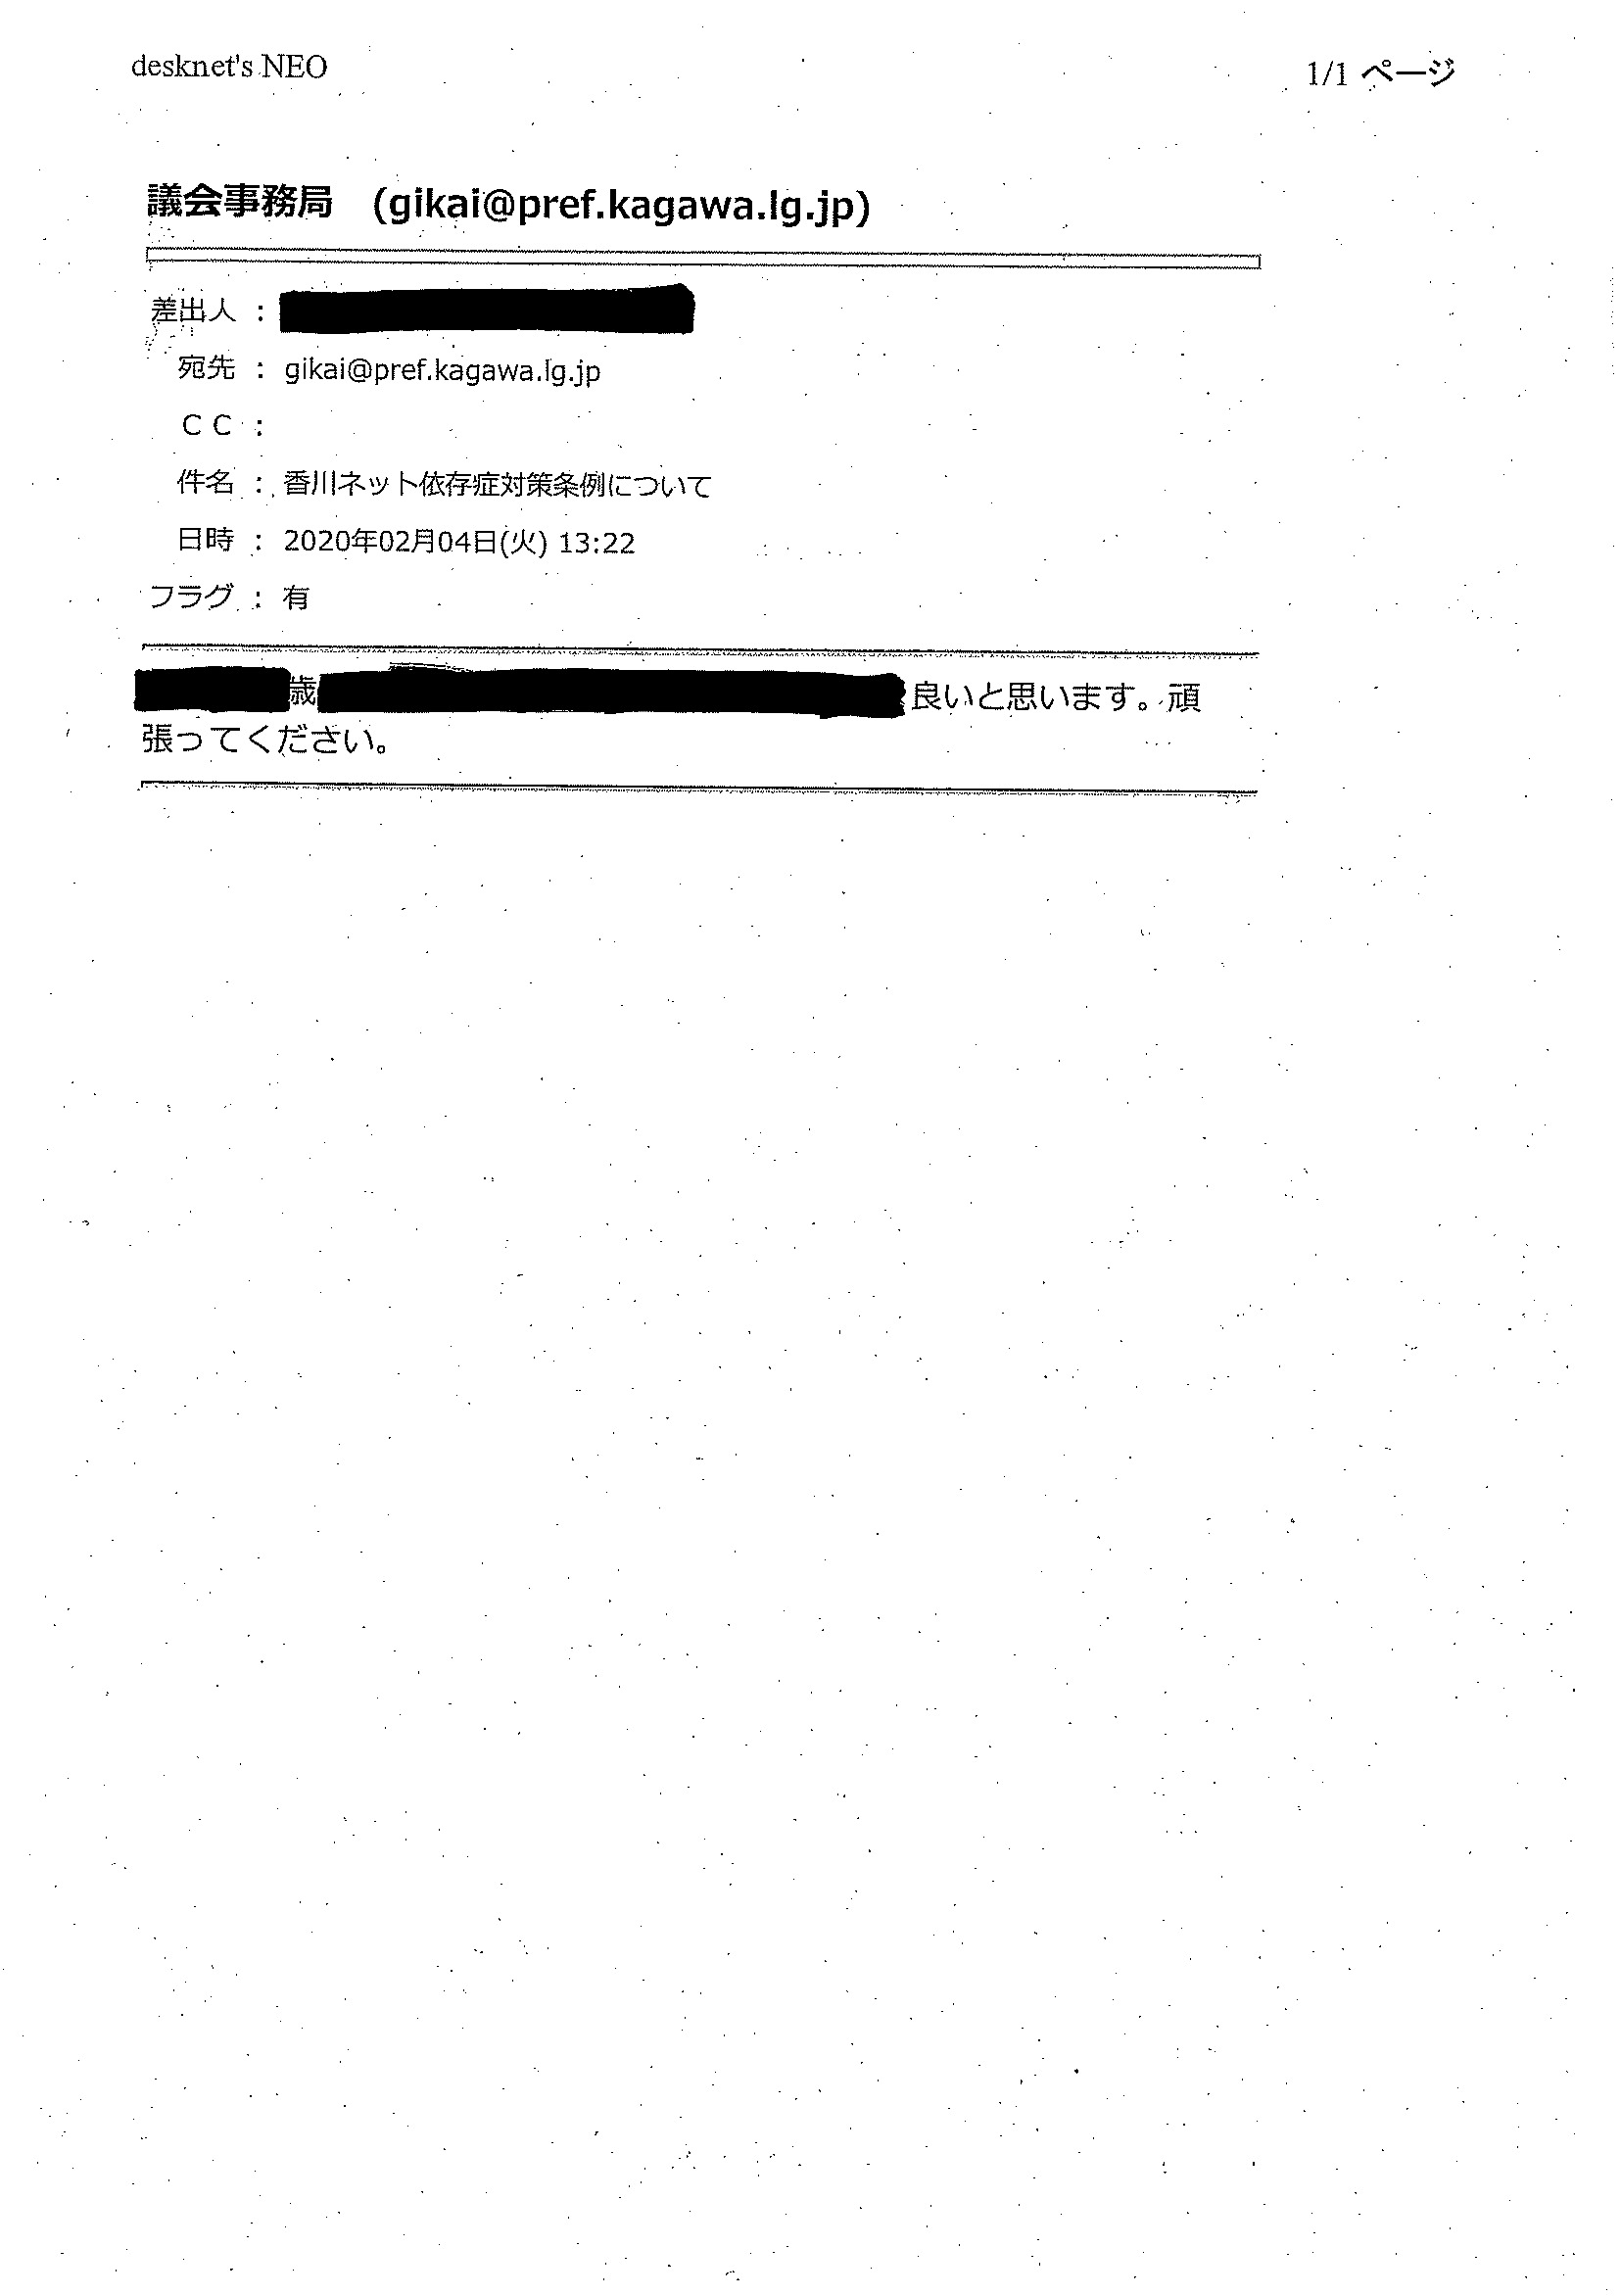 desknet's NEO
1/1 ページ
議会事務局 (gikai@pref.kagawa.lg.jp)
差出人 :
宛先 : gikai@pref.kagawa.lg.jp
ＣＣ :
件名 : 香川ネット依存症対策条例について
日時 : 2020年02月04日(火) 13:22
フラグ : 有
歳 良いと思います。頑
張ってください。